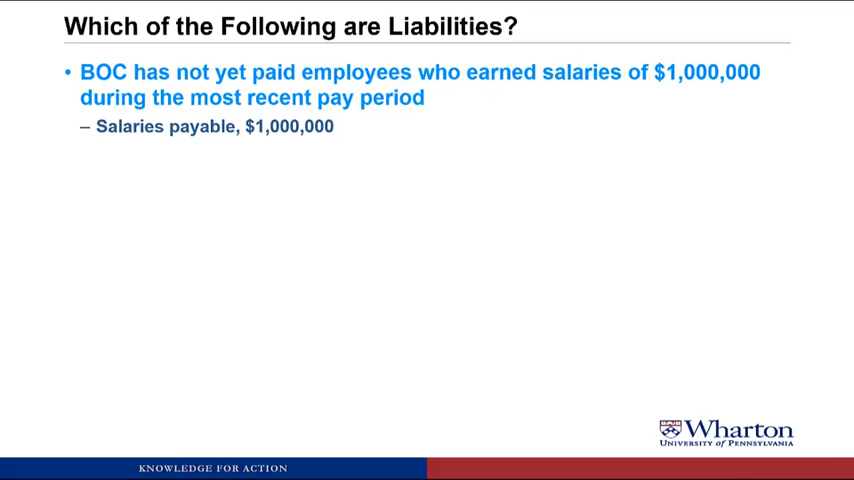 Which of the Following are Liabilities?
• BOC has not yet paid employees who earned salaries of $1,000,000
during the most recent pay period
– Salaries payable, $1,000,000
Wharton
UNIVERSITY of PENNSYLVANIA
KNOWLEDGE FOR ACTION